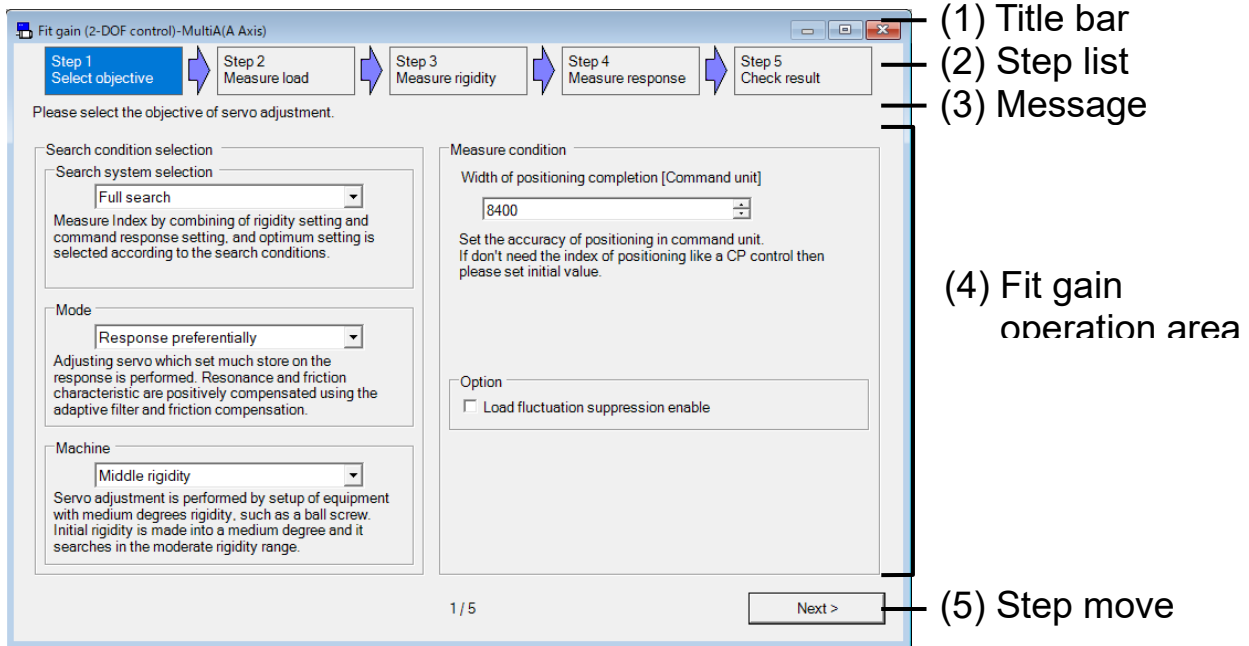 Fit gain (2-DOF control)-MultiA(A Axis)
(1) Title bar
Step 1
Select objective
Step 2
Measure load
Step 3
Measure rigidity
Step 4
Measure response
Step 5
Check result
(2) Step list
Please select the objective of servo adjustment.
(3) Message
Search condition selection
Search system selection
Full search
Measure Index by combining of rigidity setting and
command response setting, and optimum setting is
selected according to the search conditions.
Mode
Response preferentially
Adjusting servo which set much store on the
response is performed. Resonance and friction
characteristic are positively compensated using the
adaptive filter and friction compensation.
Machine
Middle rigidity
Servo adjustment is performed by setup of equipment
with medium degrees rigidity, such as a ball screw.
Initial rigidity is made into a medium degree and it
searches in the moderate rigidity range.
Measure condition
Width of positioning completion [Command unit]
8400
Set the accuracy of positioning in command unit.
If don't need the index of positioning like a CP control then
please set initial value.
Option
Load fluctuation suppression enable
(4) Fit gain
operation area
1 / 5
Next >
(5) Step move